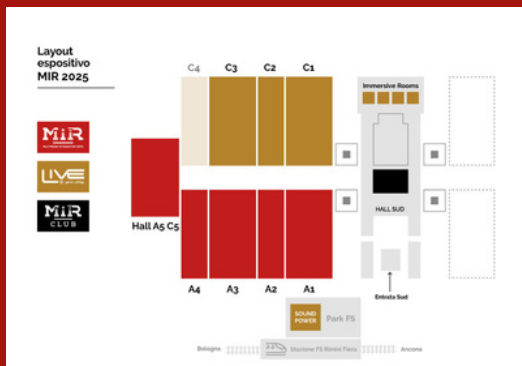 Layout
espositivo
MIR 2025
MIR
LIVE
MIR
CLUB
C4 C3 C2 C1
Immersive Rooms
Hall A5 C5
HALL SUD
A4 A3 A2 A1
Entrata Sud
SOUND
POWER
Park FS
Bologna Stazione FS Rimini Fiera Ancona